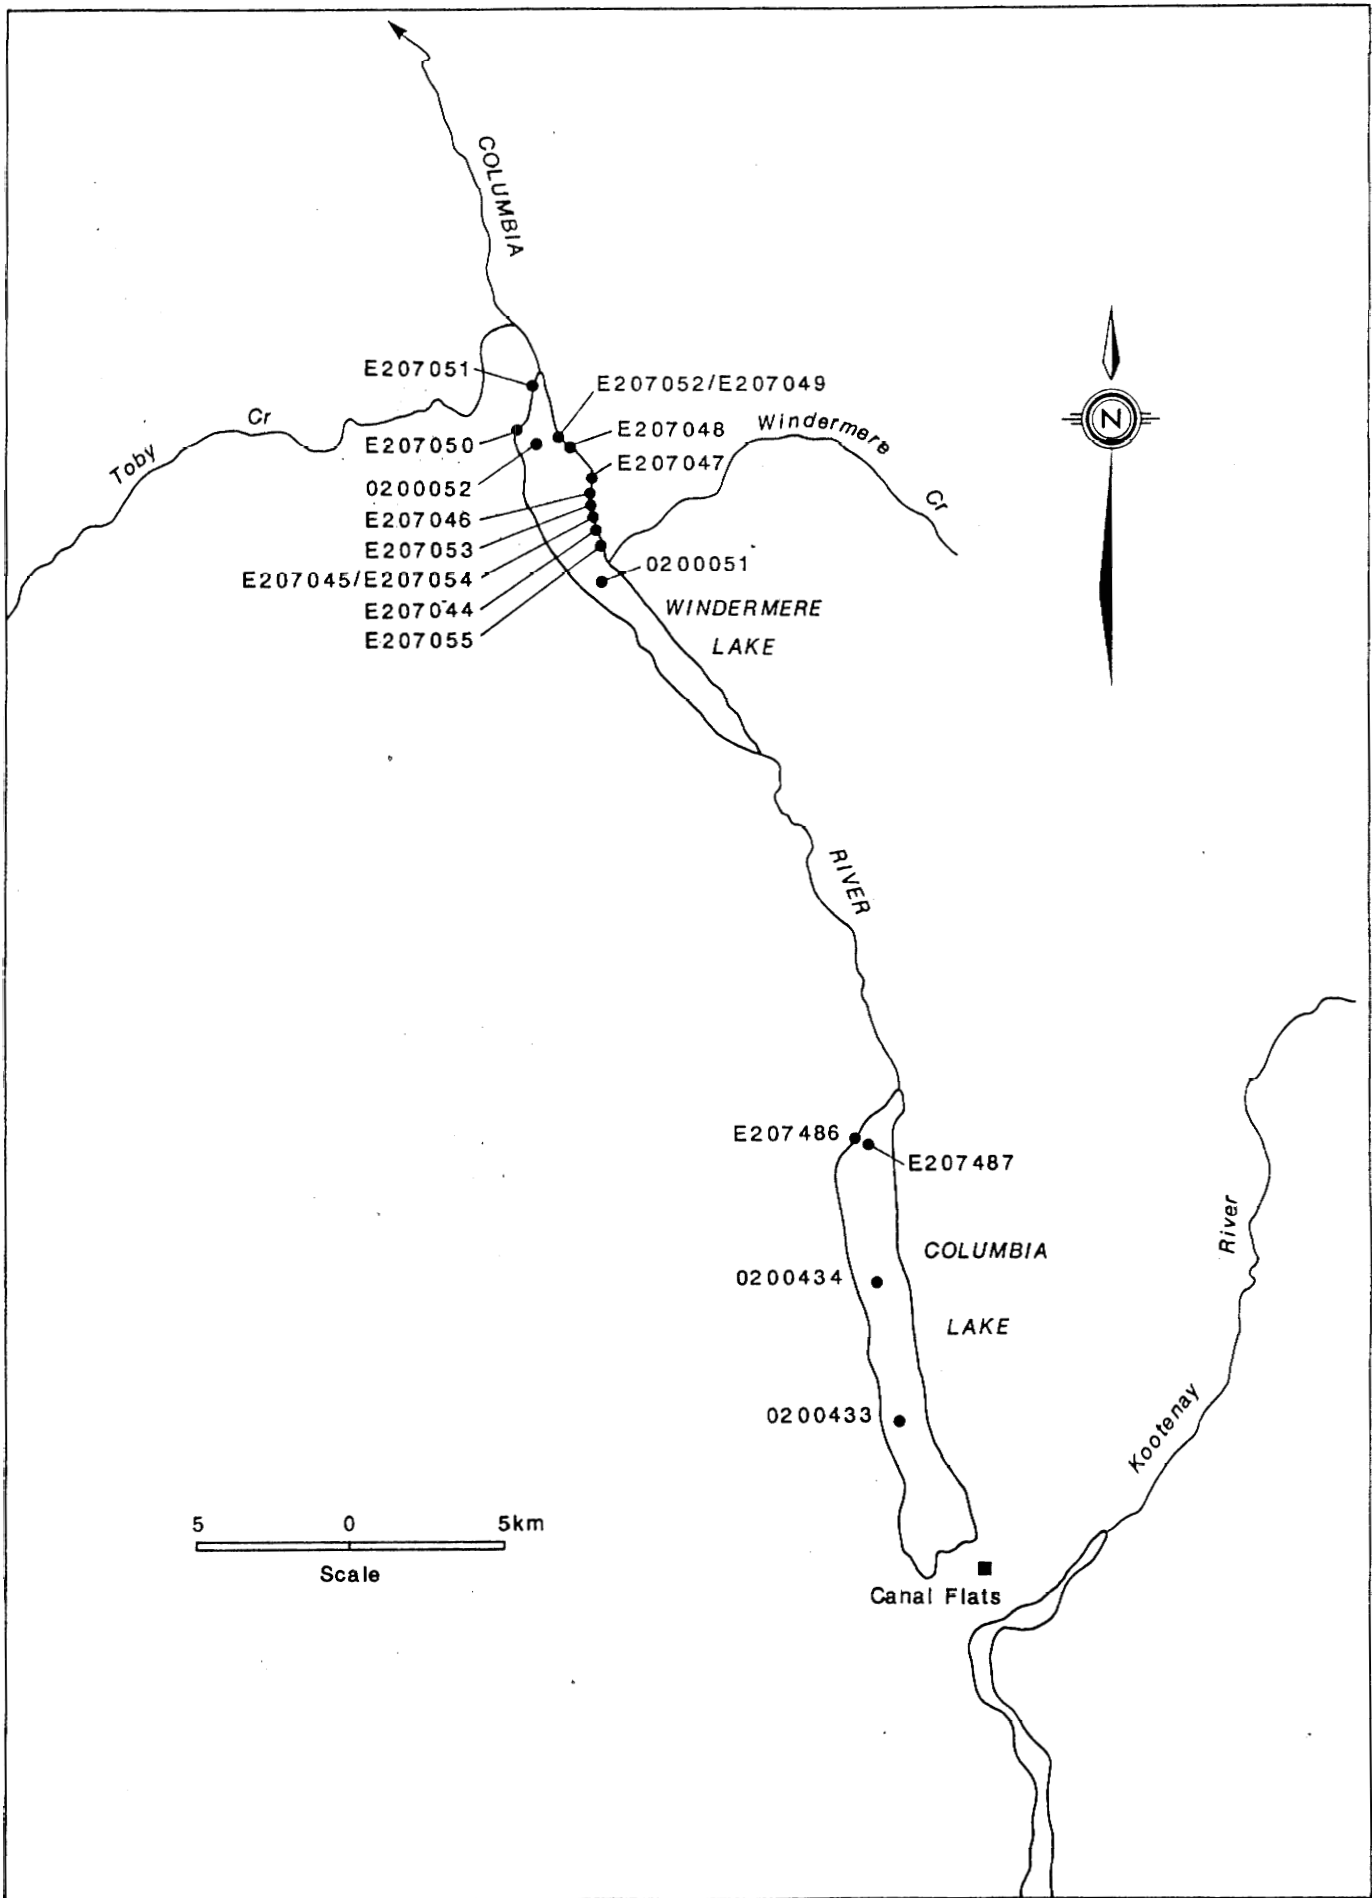 COLUMBIA
E207051
E207052/E207049
Toby Cr
E207050
E207048
Windermere Cr
E207047
0200052
E207046
E207053
E207045/E207054
0200051
E207044
WINDERMERE
E207055
LAKE
N
RIVER
E207486
E207487
COLUMBIA
0200434
LAKE
0200433
Kootenay River
5 0 5km
Scale
Canal Flats